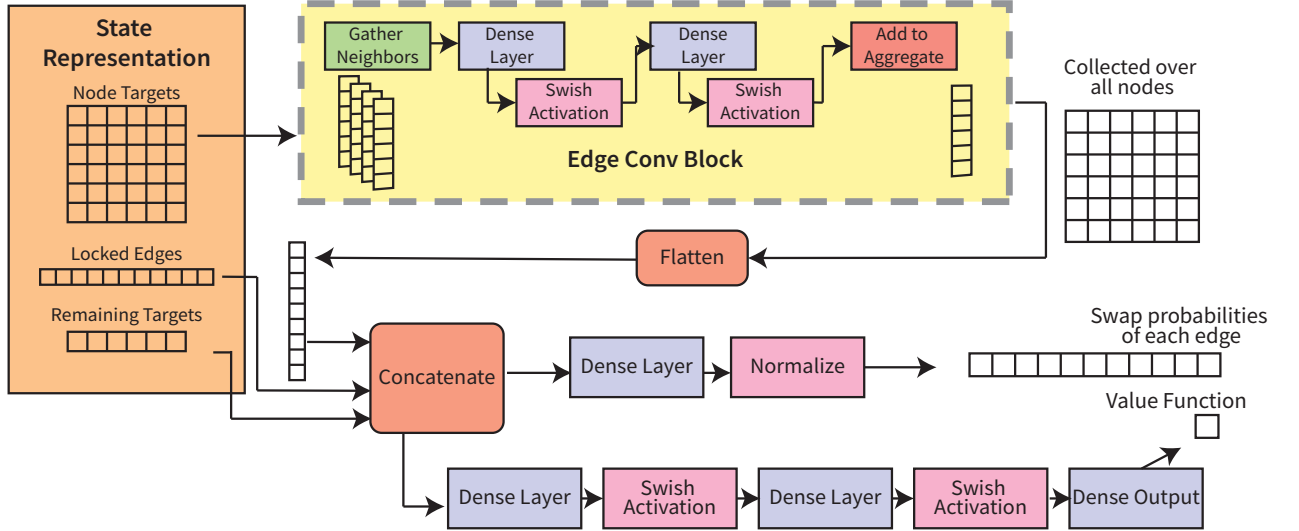 State
Representation
Node Targets
Locked Edges
Remaining Targets
Gather
Neighbors
Dense
Layer
Swish
Activation
Dense
Layer
Swish
Activation
Add to
Aggregate
Edge Conv Block
Collected over
all nodes
Flatten
Concatenate
Dense Layer
Normalize
Swap probabilities
of each edge
Value Function
Dense Layer
Swish
Activation
Dense Layer
Swish
Activation
Dense Output